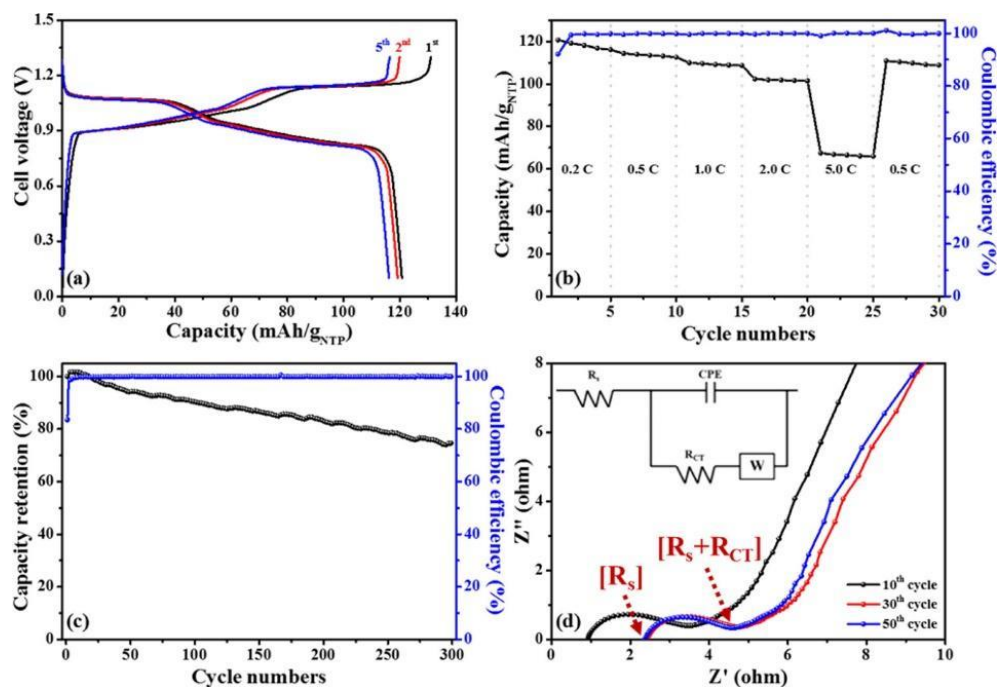 1.5
1.2
0.9
0.6
0.3
0.0
Cell voltage (V)
5th 2nd 1st
(a)
0 20 40 60 80 100 120 140
Capacity (mAh/gNTP)
120
100
80
60
40
20
0
Capacity (mAh/gNTP)
0.2 C 0.5 C 1.0 C 2.0 C 5.0 C 0.5 C
(b)
0 5 10 15 20 25 30
Cycle numbers
100
80
60
40
20
0
Coulombic efficiency (%)
100
80
60
40
20
0
Capacity retention (%)
(c)
0 50 100 150 200 250 300
Cycle numbers
100
80
60
40
20
0
Coulombic efficiency (%)
8
6
4
2
0
Z" (ohm)
Rs CPE
RCT W
[Rs+RCT]
[Rs]
10th cycle
30th cycle
50th cycle
(d)
0 2 4 6 8 10
Z' (ohm)